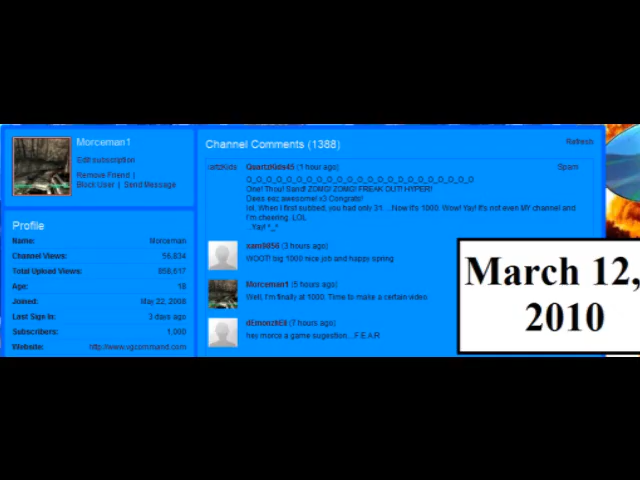 Morceman1
Edit subscription
Remove Friend |
Block User | Send Message
Profile
Name: Morceman
Channel Views: 56,834
Total Upload Views: 858,617
Age: 18
Joined: May 22, 2008
Last Sign In: 3 days ago
Subscribers: 1,000
Website: http://www.vgcommand.com
Channel Comments (1388)
Refresh
QuartzKids45 (1 hour ago) Spam
One! Thou! Sand! ZOMG! ZOMG! FREAK OUT! HYPER!
Dees eez awesome! x3 Congrats!
lol. When I first subbed, you had only 31. ..Now it's 1000. Wow! Yay! It's not even MY channel and
I'm cheering .LOL
..Yay! ^_^
xam9056 (3 hours ago)
WOOT! big 1000 nice job and happy spring
Morceman1 (5 hours ago)
Well, I'm finally at 1000. Time to make a certain video.
(7 hours ago)
hey morce a game sugestion....F.E.A.R
March 12,
2010